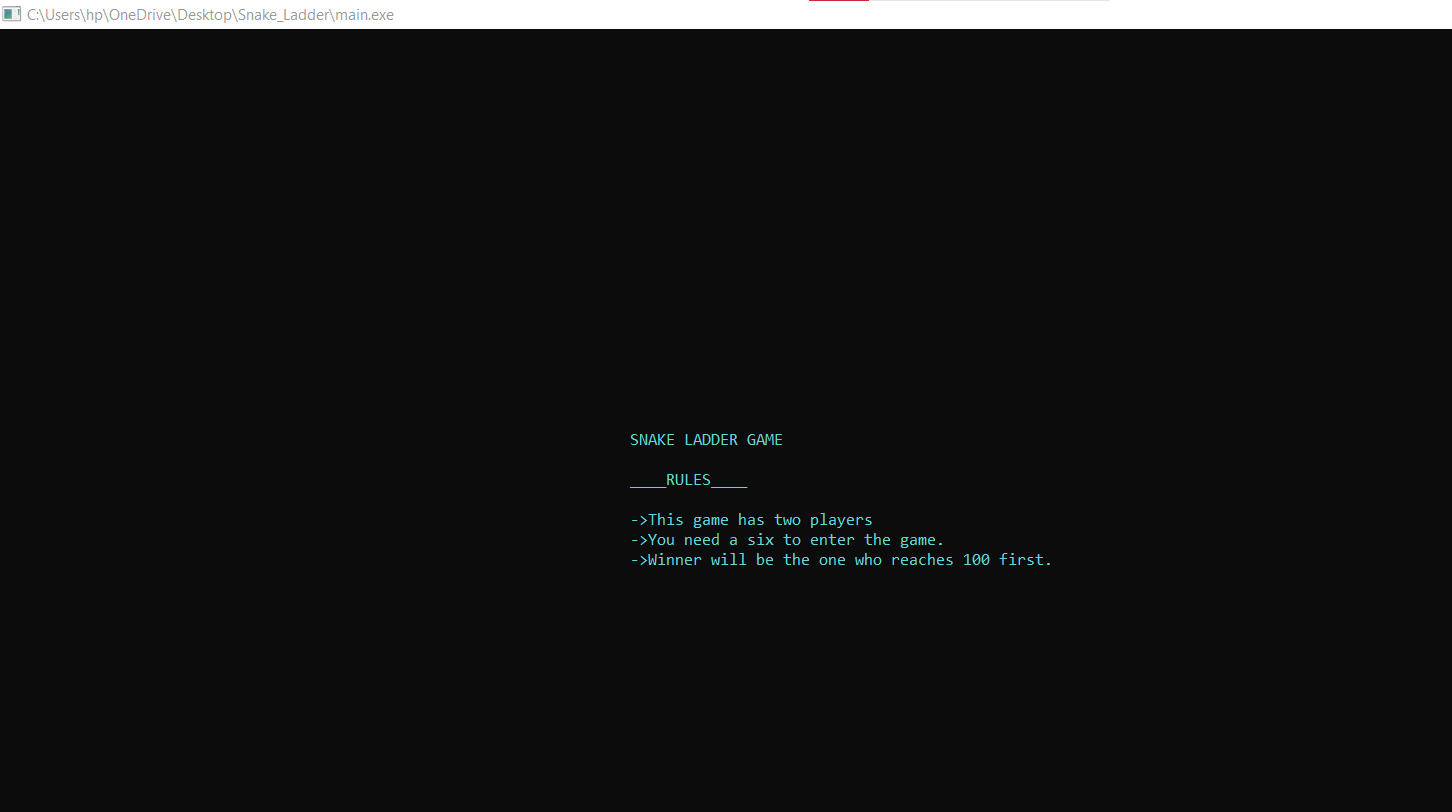 C:\Users\hp\OneDrive\Desktop\Snake_Ladder\main.exe
SNAKE LADDER GAME
____RULES____
->This game has two players
->You need a six to enter the game.
->Winner will be the one who reaches 100 first.